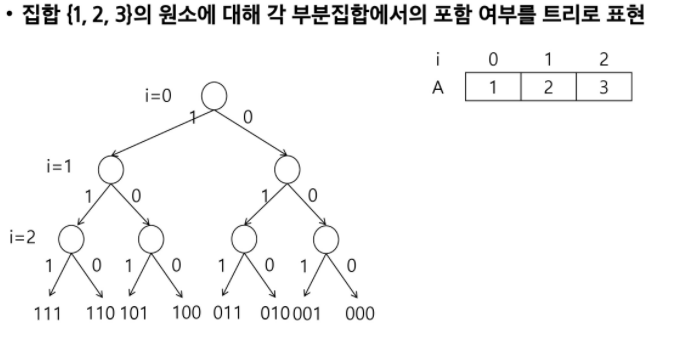 • 집합 {1, 2, 3}의 원소에 대해 각 부분집합에서의 포함 여부를 트리로 표현
i 0 1 2
A 1 2 3
i=0
1 0
i=1
1 0 1 0
i=2
1 0 1 0 1 0 1 0
111 110 101 100 011 010 001 000